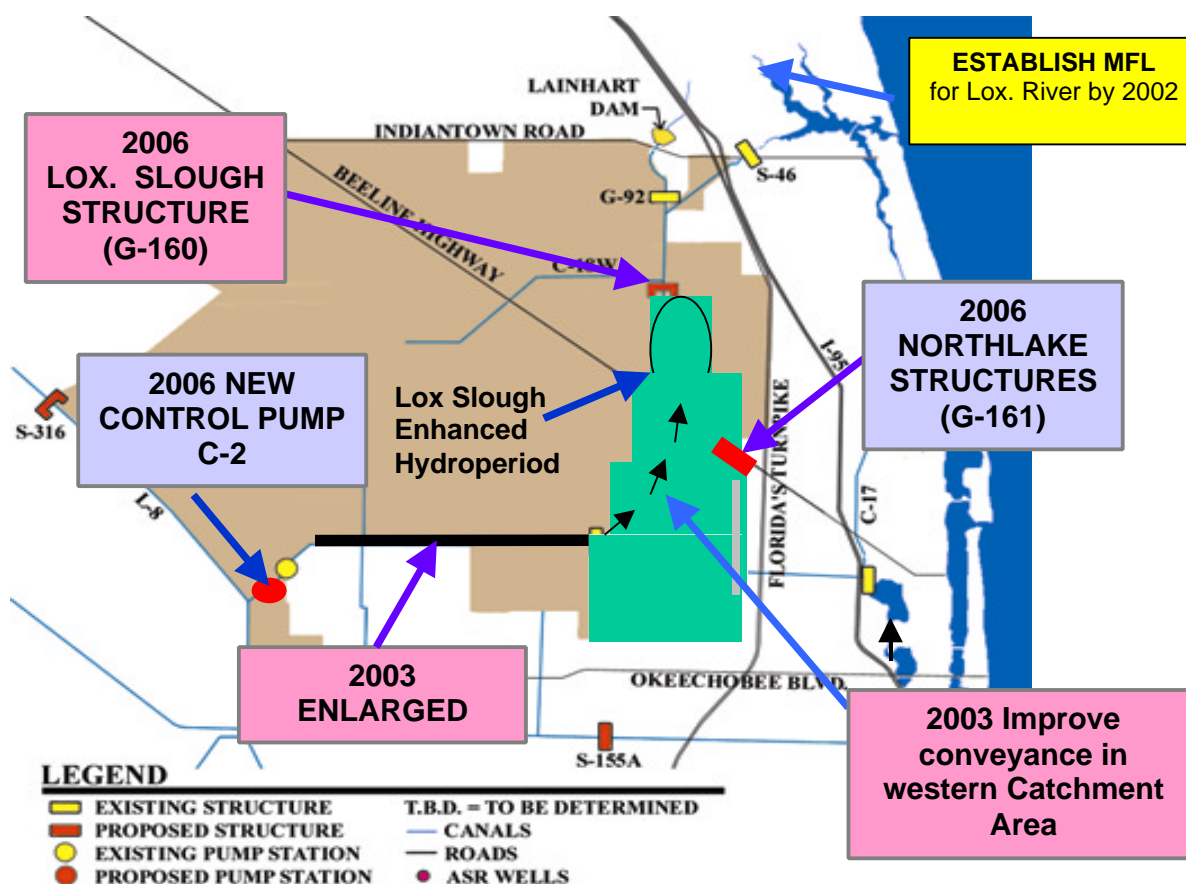 ESTABLISH MFL
for Lox. River by 2002
LAINHART
DAM
INDIANTOWN ROAD
2006
LOX. SLOUGH
STRUCTURE
(G-160)
BEELINE HIGHWAY
S-46
G-92
C-18W
2006
NORTHLAKE
STRUCTURES
(G-161)
I-95
2006 NEW
CONTROL PUMP
C-2
S-316
Lox Slough
Enhanced
Hydroperiod
FLORIDA'S TURNPIKE
C-17
L-8
2003
ENLARGED
OKEECHOBEE BLVD.
2003 Improve
conveyance in
western Catchment
Area
S-155A
LEGEND
EXISTING STRUCTURE
PROPOSED STRUCTURE
EXISTING PUMP STATION
PROPOSED PUMP STATION
T.B.D. = TO BE DETERMINED
CANALS
ROADS
ASR WELLS